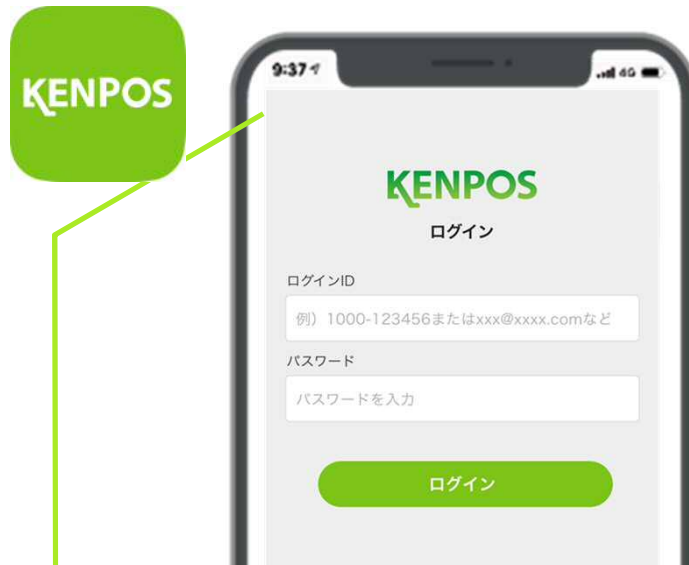 KENPOS
9:37
4G
KENPOS
ログイン
ログインID
例）1000-123456またはxxx@xxxx.comなど
パスワード
パスワードを入力
ログイン